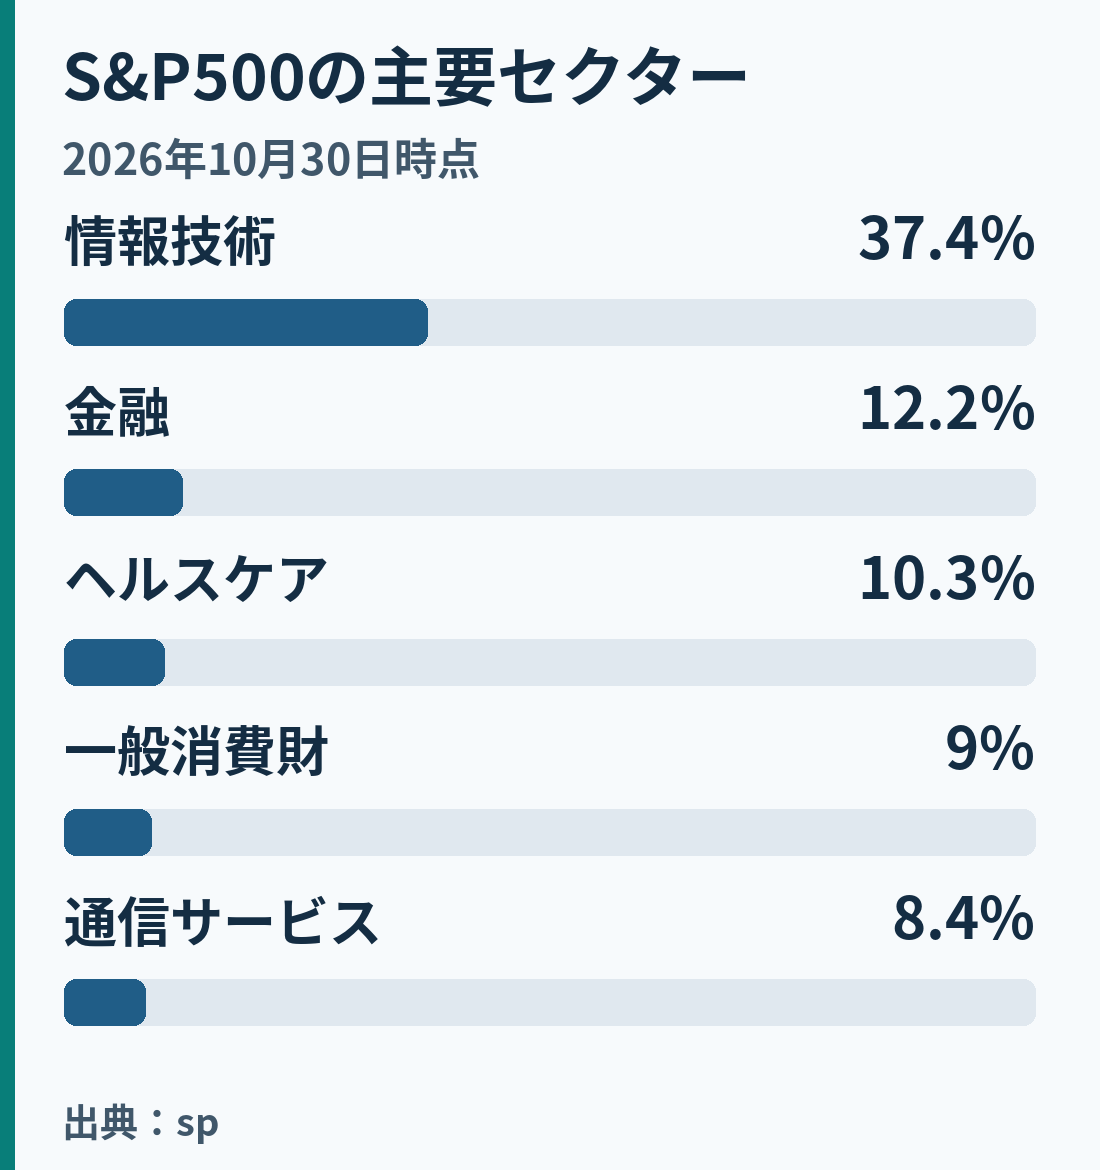 S&P500の主要セクター
2026年10月30日時点
情報技術 37.4%
金融 12.2%
ヘルスケア 10.3%
一般消費財 9%
通信サービス 8.4%
出典：sp